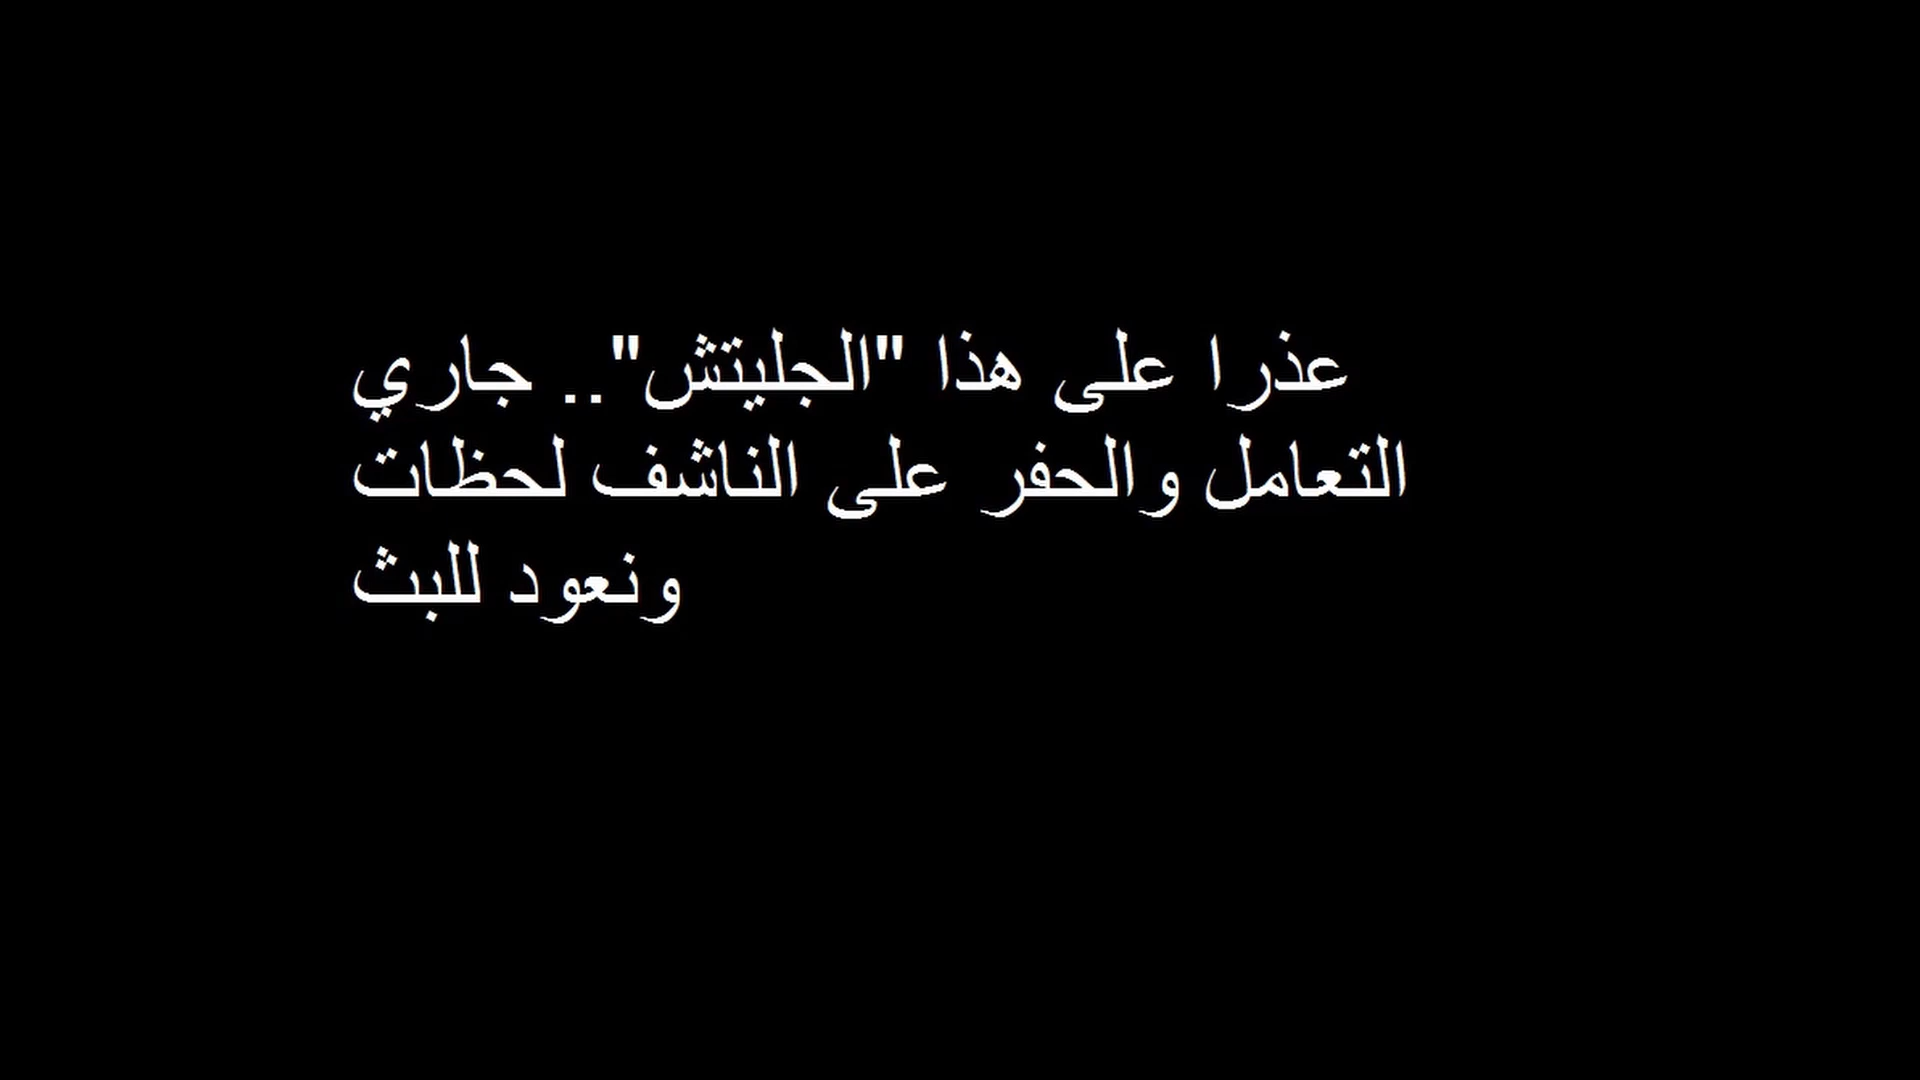 عذرا على هذا "الجليتش".. جاري
التعامل والحفر على الناشف لحظات
ونعود للبث